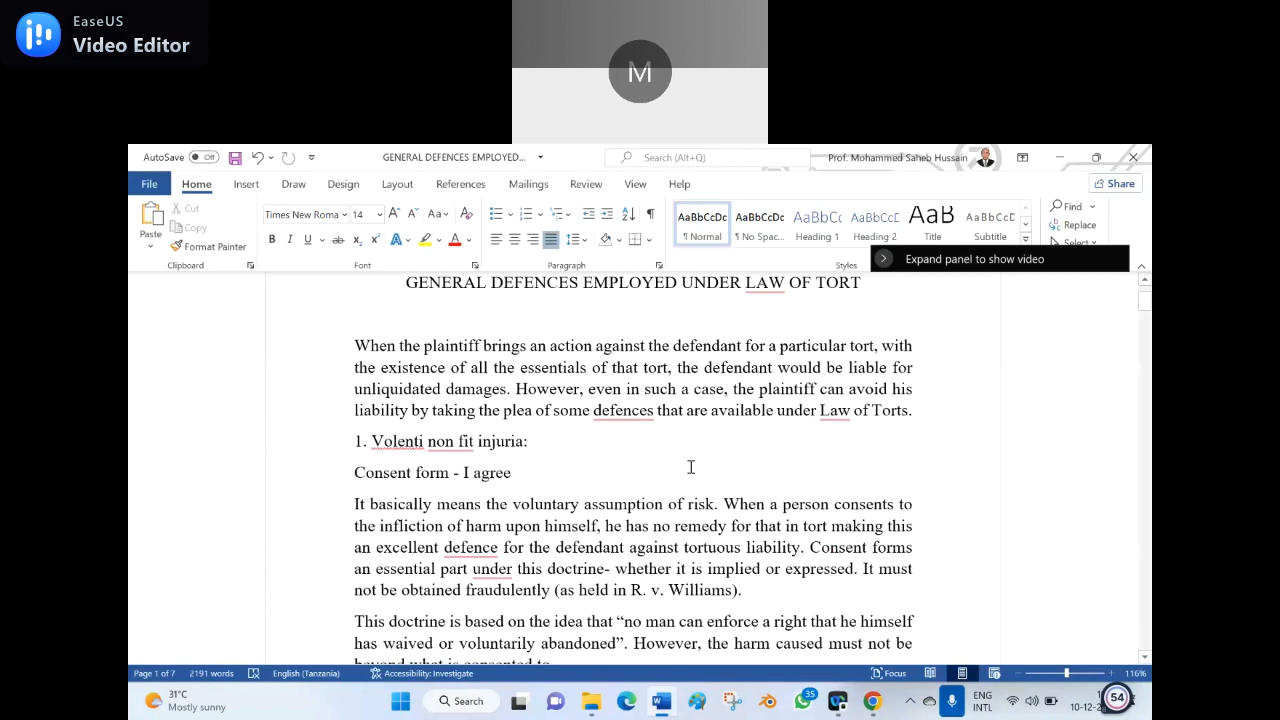 EaseUS
Video Editor
M
AutoSave Off
GENERAL DEFENCES EMPLOYED...
Search (Alt+Q)
Prof. Mohammed Saheb Hussain
File Home Insert Draw Design Layout References Mailings Review View Help
Share
Paste
Cut
Copy
Format Painter
Clipboard
Times New Roma 14
Font
Paragraph
AaBbCcDc AaBbCcDc AaBbCc AaBbCcD AaB AaBbCcD
¶ Normal ¶ No Spac... Heading 1 Heading 2 Title Subtitle
Styles
Find
Replace
Select
Expand panel to show video
GENERAL DEFENCES EMPLOYED UNDER LAW OF TORT
When the plaintiff brings an action against the defendant for a particular tort, with
the existence of all the essentials of that tort, the defendant would be liable for
unliquidated damages. However, even in such a case, the plaintiff can avoid his
liability by taking the plea of some defences that are available under Law of Torts.
1. Volenti non fit injuria:
Consent form - I agree
It basically means the voluntary assumption of risk. When a person consents to
the infliction of harm upon himself, he has no remedy for that in tort making this
an excellent defence for the defendant against tortuous liability. Consent forms
an essential part under this doctrine- whether it is implied or expressed. It must
not be obtained fraudulently (as held in R. v. Williams).
This doctrine is based on the idea that “no man can enforce a right that he himself
has waived or voluntarily abandoned”. However, the harm caused must not be
beyond what is consented to
Page 1 of 7 2191 words English (Tanzania) Accessibility: Investigate Focus 116%
31°C
Mostly sunny
Search
35
ENG
INTL
10-12-2
54